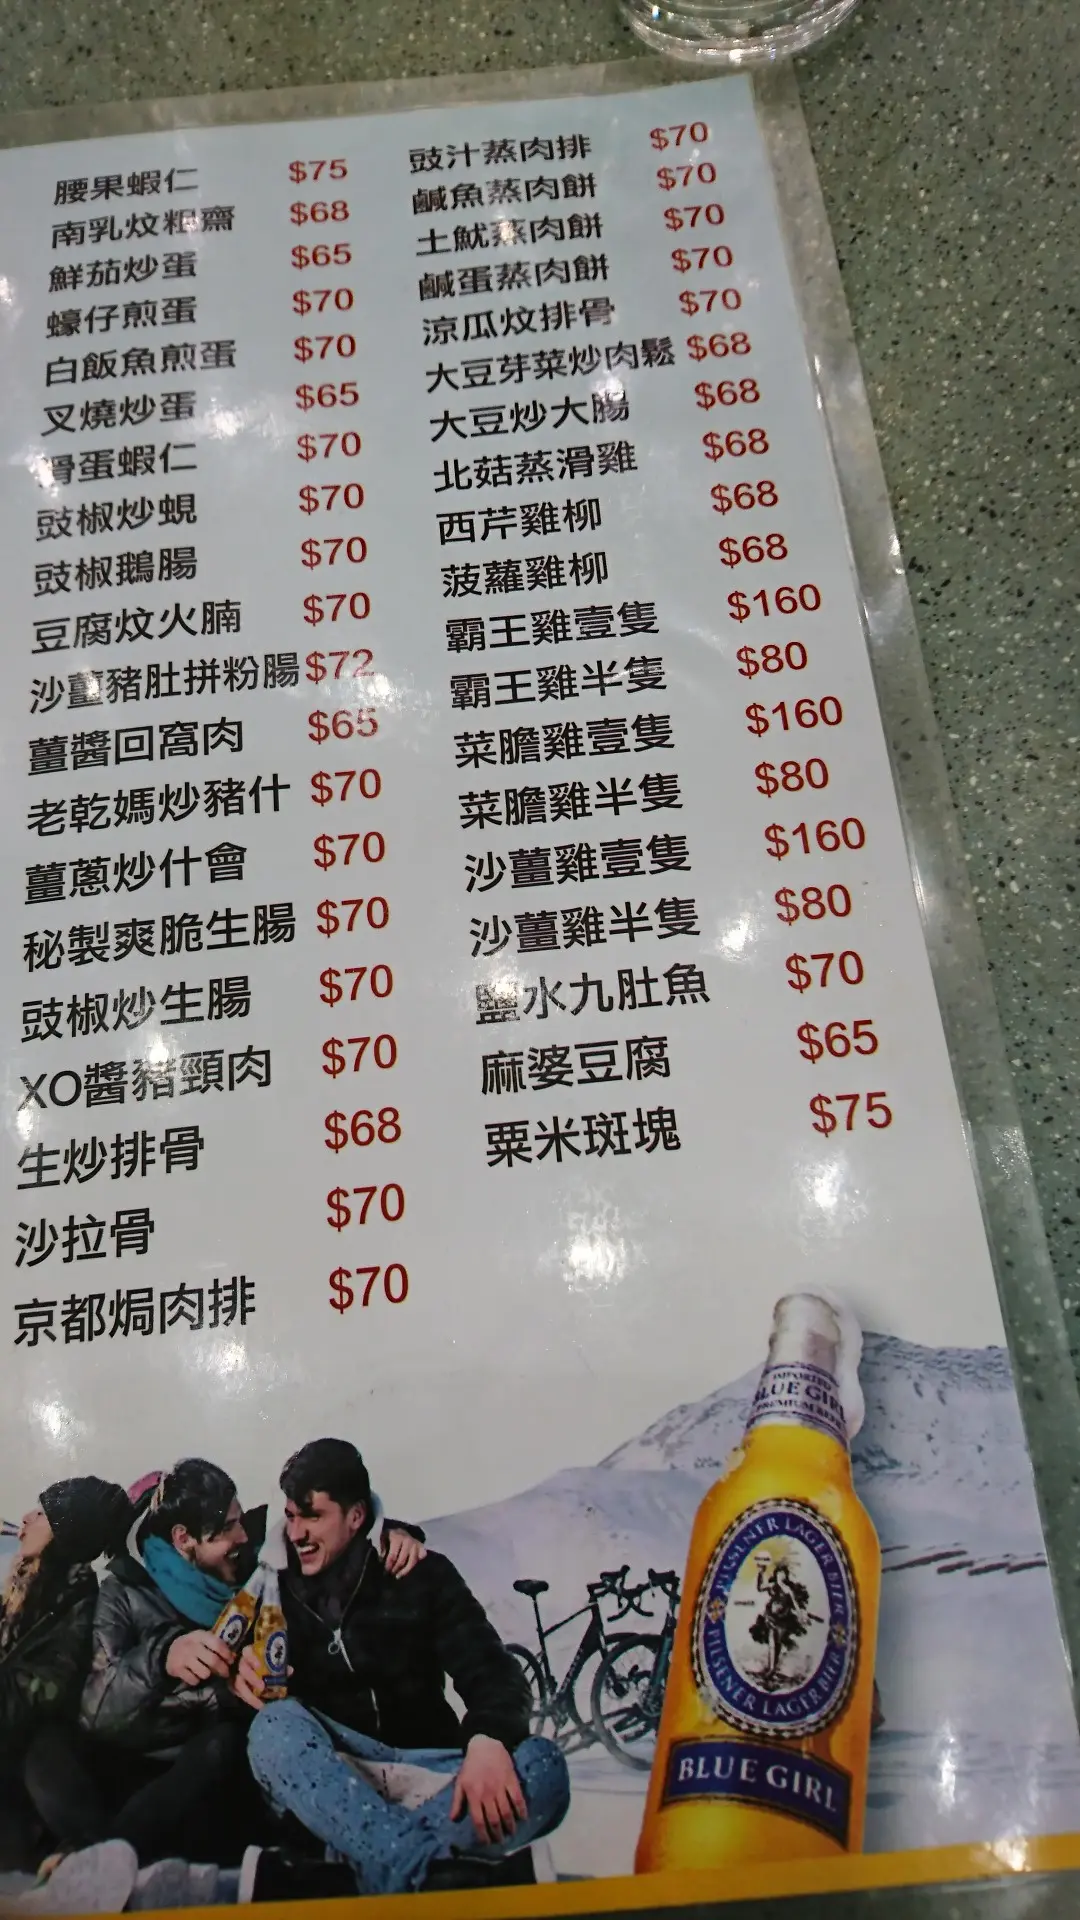 腰果蝦仁 $75
南乳炆粗齋 $68
鮮茄炒蛋 $65
蠔仔煎蛋 $70
白飯魚煎蛋 $70
叉燒炒蛋 $65
滑蛋蝦仁 $70
豉椒炒蜆 $70
豉椒鵝腸 $70
豆腐炆火腩 $70
沙薑豬肚拼粉腸 $72
薑醬回窩肉 $65
老乾媽炒豬什 $70
薑蔥炒什會 $70
秘製爽脆生腸 $70
豉椒炒生腸 $70
XO醬豬頸肉 $70
生炒排骨 $68
沙拉骨 $70
京都焗肉排 $70
豉汁蒸肉排 $70
鹹魚蒸肉餅 $70
土魷蒸肉餅 $70
鹹蛋蒸肉餅 $70
涼瓜炆排骨 $70
大豆芽菜炒肉鬆 $68
大豆炒大腸 $68
北菇蒸滑雞 $68
西芹雞柳 $68
菠蘿雞柳 $68
霸王雞壹隻 $160
霸王雞半隻 $80
菜膽雞壹隻 $160
菜膽雞半隻 $80
沙薑雞壹隻 $160
沙薑雞半隻 $80
鹽水九肚魚 $70
麻婆豆腐 $65
粟米斑塊 $75
IMPORTED
BLUE GIRL
PREMIUM BEER
PILSENER LAGER BIER
PILSENER LAGER BIER
BLUE GIRL